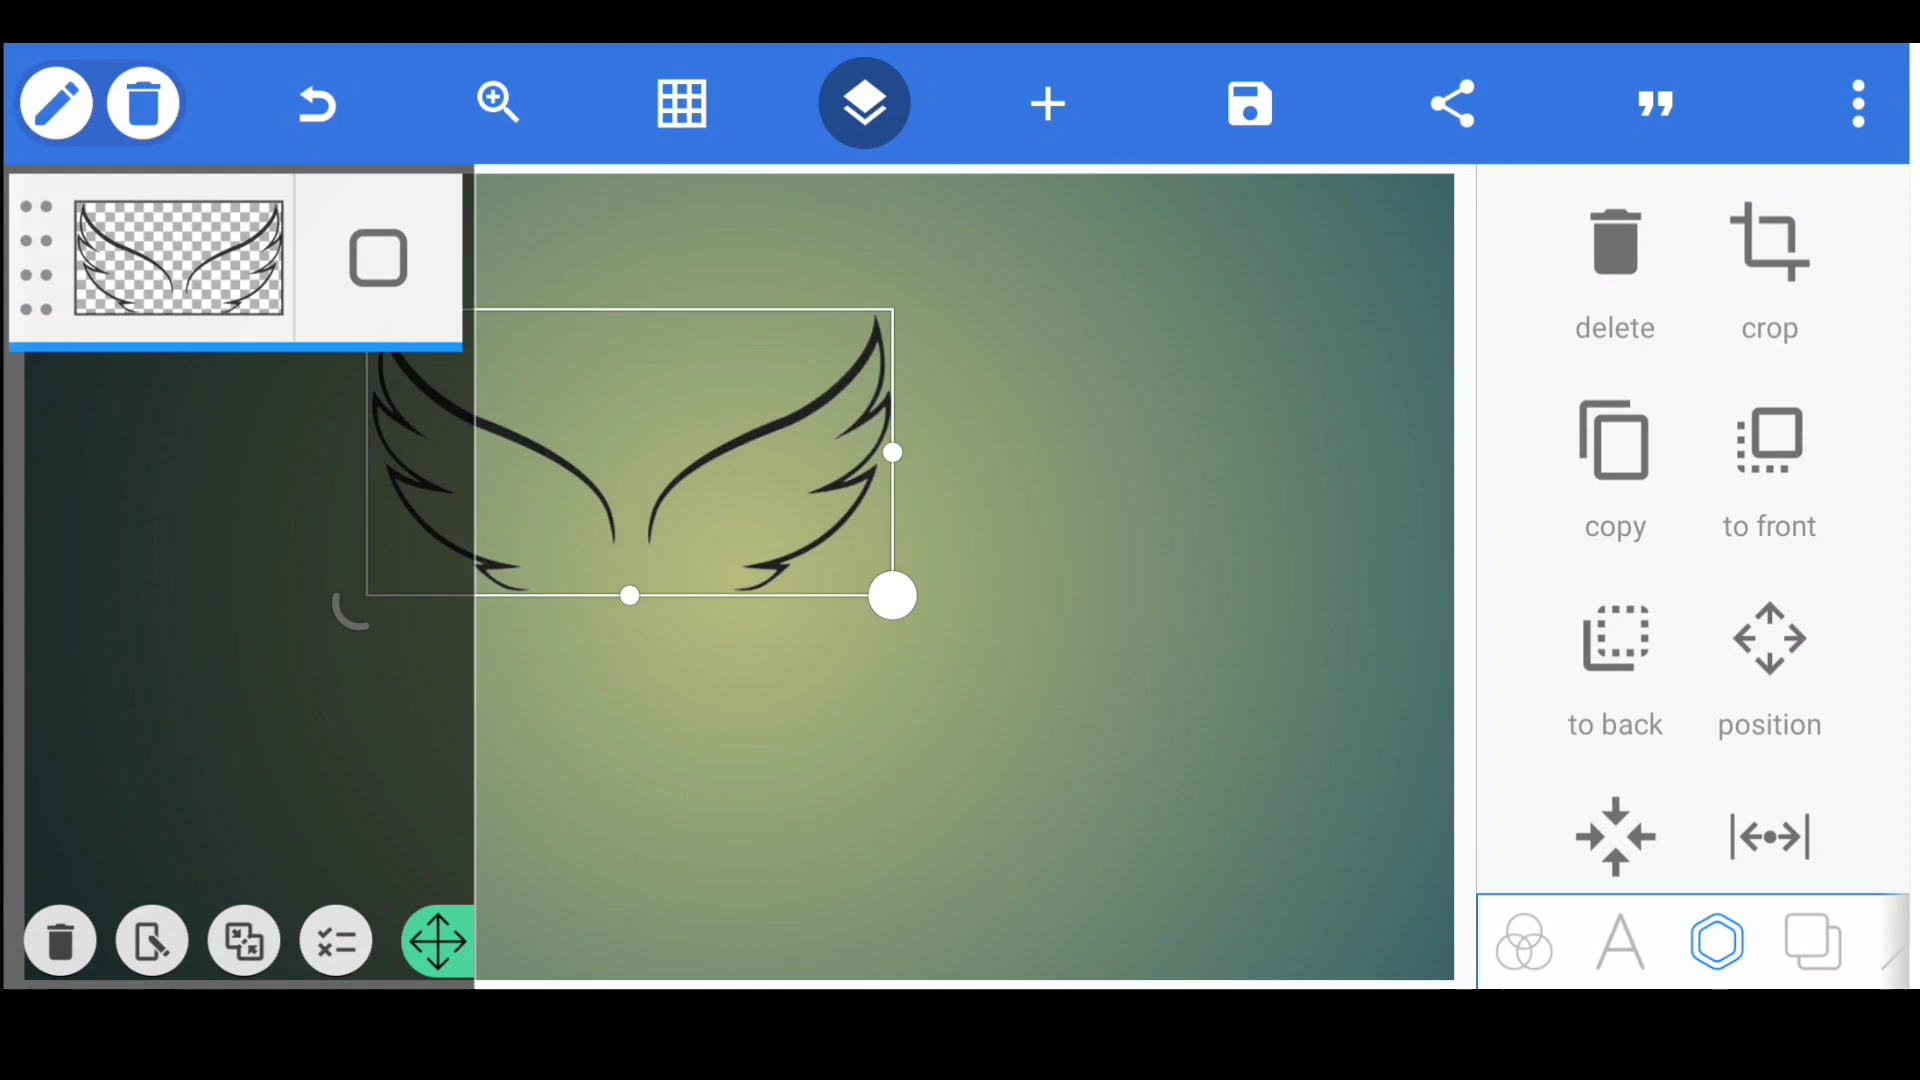 delete
crop
copy
to front
to back
position